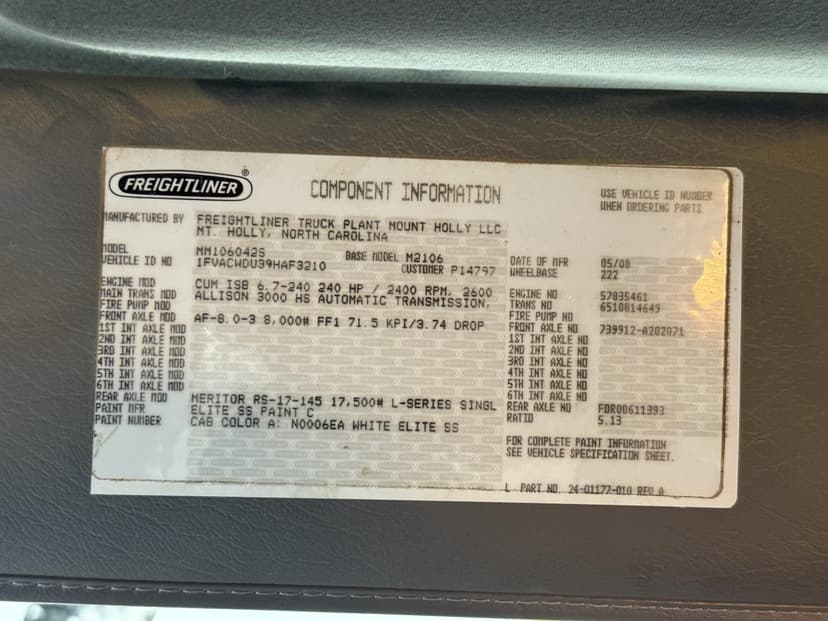 FREIGHTLINER®
COMPONENT INFORMATION
USE VEHICLE ID NUMBER
WHEN ORDERING PARTS
MANUFACTURED BY FREIGHTLINER TRUCK PLANT MOUNT HOLLY LLC
MT. HOLLY, NORTH CAROLINA
MODEL MM106042S BASE MODEL M2106 DATE OF MFR 05/08
VEHICLE ID NO 1FVACWDU39HAF3210 CUSTOMER P14797 WHEELBASE 222
ENGINE MOD CUM ISB 6.7-240 240 HP / 2400 RPM, 2600 ENGINE NO 57835461
MAIN TRANS MOD ALLISON 3000 HS AUTOMATIC TRANSMISSION, TRANS NO 6510814649
FIRE PUMP MOD FIRE PUMP NO
FRONT AXLE MOD AF-8.0-3 8,000# FF1 71.5 KPI/3.74 DROP FRONT AXLE NO 739912-A202071
1ST INT AXLE MOD 1ST INT AXLE NO
2ND INT AXLE MOD 2ND INT AXLE NO
3RD INT AXLE MOD 3RD INT AXLE NO
4TH INT AXLE MOD 4TH INT AXLE NO
5TH INT AXLE MOD 5TH INT AXLE NO
6TH INT AXLE MOD 6TH INT AXLE NO
REAR AXLE MOD MERITOR RS-17-145 17,500# L-SERIES SINGL REAR AXLE NO FDR00611393
PAINT MFR ELITE SS PAINT C RATIO 5.13
PAINT NUMBER CAB COLOR A: N0006EA WHITE ELITE SS
FOR COMPLETE PAINT INFORMATION
SEE VEHICLE SPECIFICATION SHEET.
L PART NO. 24-01177-010 REV A